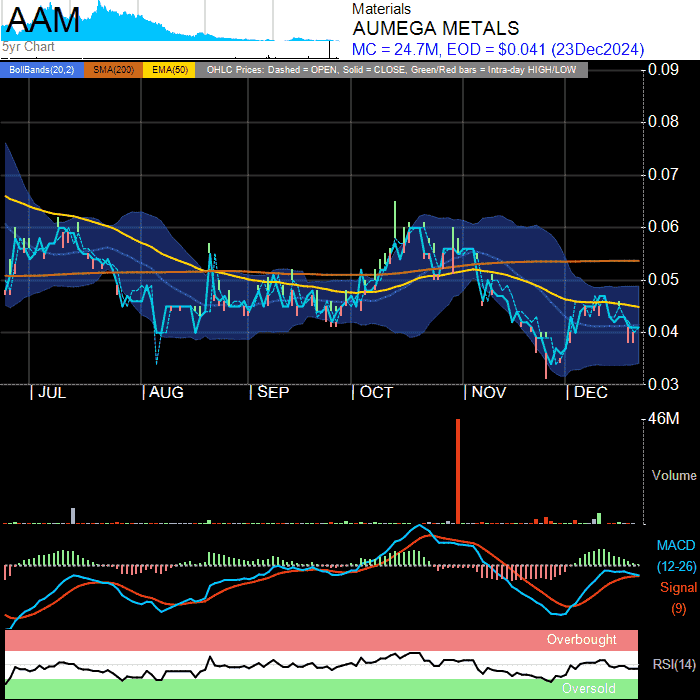 AAM
5yr Chart
Materials
AUMEGA METALS
MC = 24.7M, EOD = $0.041 (23Dec2024)
BollBands(20,2) SMA(200) EMA(50) OHLC Prices: Dashed = OPEN, Solid = CLOSE, Green/Red bars = Intra-day HIGH/LOW
0.09
0.08
0.07
0.06
0.05
0.04
0.03
| JUL | AUG | SEP | OCT | NOV | DEC
46M
Volume
MACD
(12-26)
Signal
(9)
Overbought
RSI(14)
Oversold